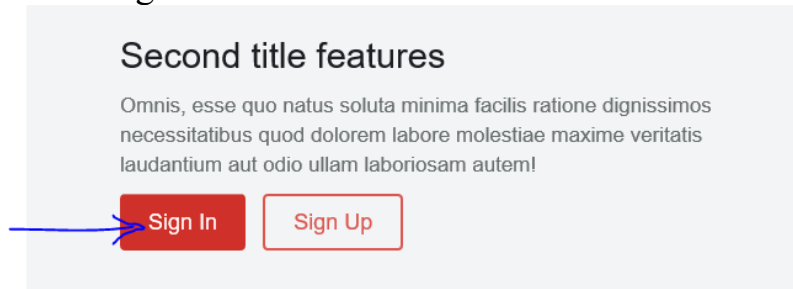 Second title features
Omnis, esse quo natus soluta minima facilis ratione dignissimos
necessitatibus quod dolorem labore molestiae maxime veritatis
laudantium aut odio ullam laboriosam autem!
Sign In
Sign Up